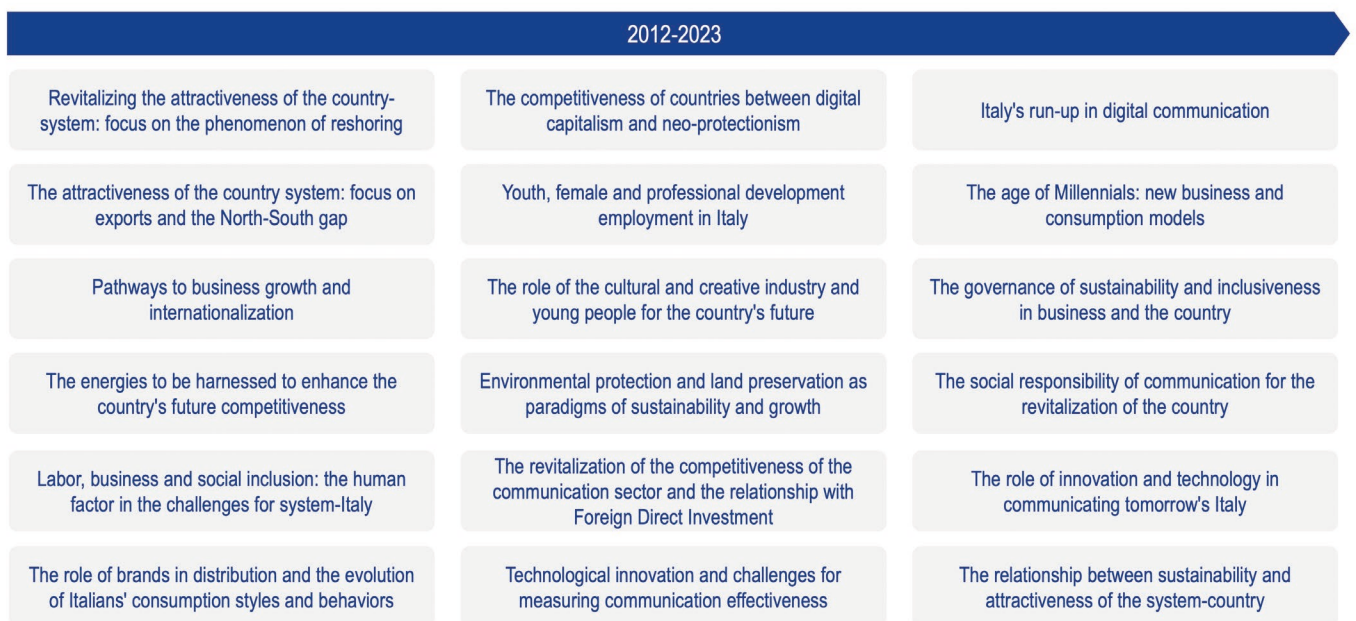 2012-2023
Revitalizing the attractiveness of the country-
system: focus on the phenomenon of reshoring
The competitiveness of countries between digital
capitalism and neo-protectionism
Italy's run-up in digital communication
The attractiveness of the country system: focus on
exports and the North-South gap
Youth, female and professional development
employment in Italy
The age of Millennials: new business and
consumption models
Pathways to business growth and
internationalization
The role of the cultural and creative industry and
young people for the country's future
The governance of sustainability and inclusiveness
in business and the country
The energies to be harnessed to enhance the
country's future competitiveness
Environmental protection and land preservation as
paradigms of sustainability and growth
The social responsibility of communication for the
revitalization of the country
Labor, business and social inclusion: the human
factor in the challenges for system-Italy
The revitalization of the competitiveness of the
communication sector and the relationship with
Foreign Direct Investment
The role of innovation and technology in
communicating tomorrow's Italy
The role of brands in distribution and the evolution
of Italians' consumption styles and behaviors
Technological innovation and challenges for
measuring communication effectiveness
The relationship between sustainability and
attractiveness of the system-country